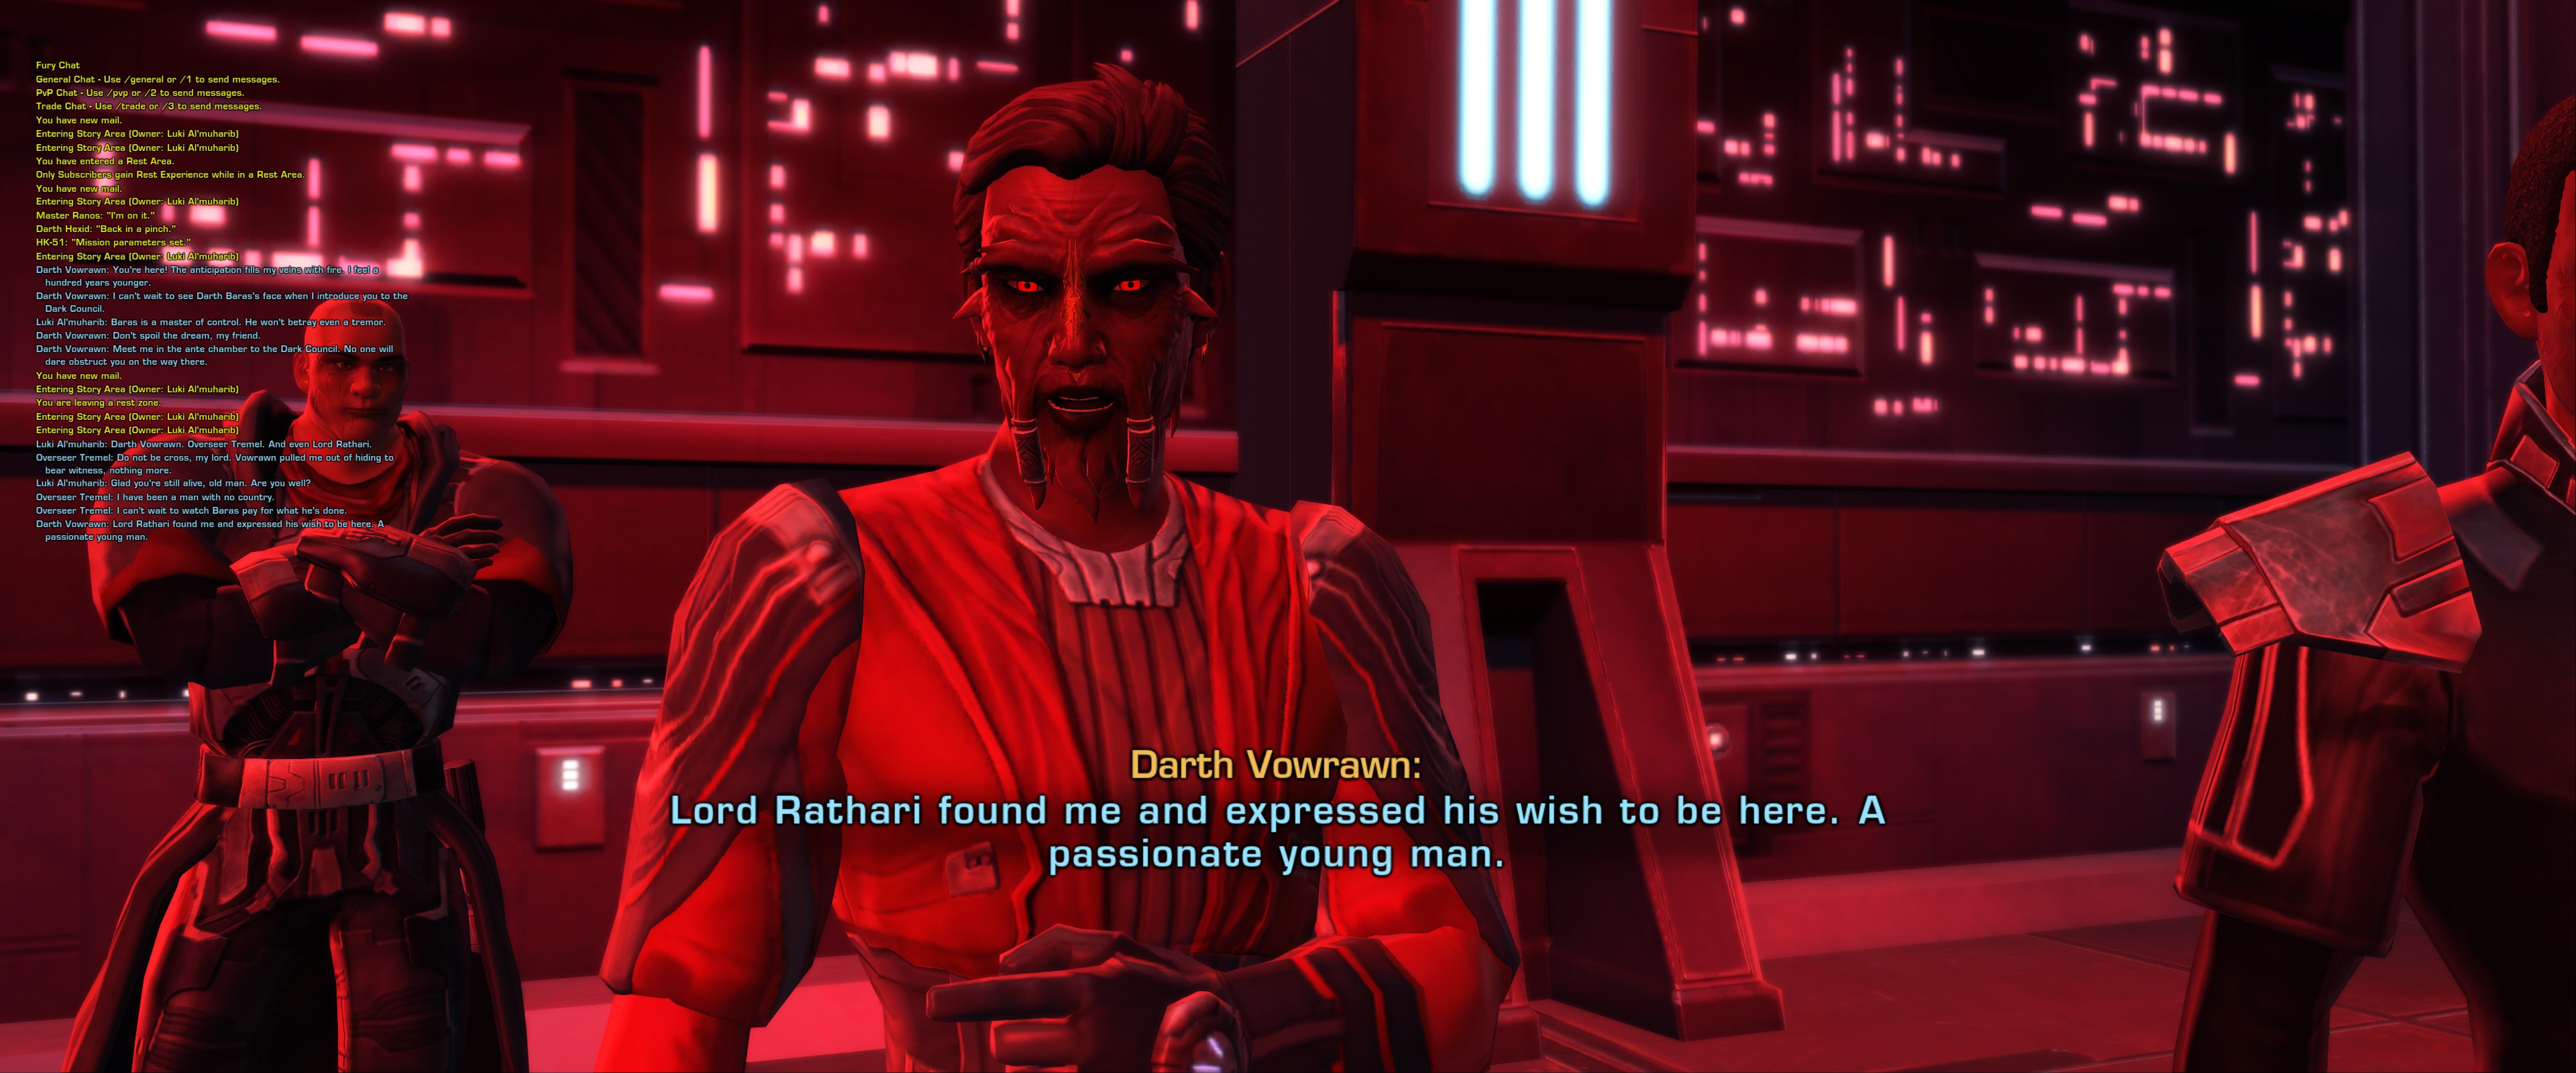 Fury Chat
General Chat - Use /general or /1 to send messages.
PvP Chat - Use /pvp or /2 to send messages.
Trade Chat - Use /trade or /3 to send messages.
You have new mail.
Entering Story Area (Owner: Luki Al'muharib)
Entering Story Area (Owner: Luki Al'muharib)
You have entered a Rest Area.
Only Subscribers gain Rest Experience while in a Rest Area.
You have new mail.
Entering Story Area (Owner: Luki Al'muharib)
Master Ranos: "I'm on it."
Darth Hexid: "Back in a pinch."
HK-51: "Mission parameters set."
Entering Story Area (Owner: Luki Al'muharib)
Darth Vowrawn: You're here! The anticipation fills my veins with fire. I feel a
hundred years younger.
Darth Vowrawn: I can't wait to see Darth Baras's face when I introduce you to the
Dark Council.
Luki Al'muharib: Baras is a master of control. He won't betray even a tremor.
Darth Vowrawn: Don't spoil the dream, my friend.
Darth Vowrawn: Meet me in the ante chamber to the Dark Council. No one will
dare obstruct you on the way there.
You have new mail.
Entering Story Area (Owner: Luki Al'muharib)
You are leaving a rest zone.
Entering Story Area (Owner: Luki Al'muharib)
Entering Story Area (Owner: Luki Al'muharib)
Luki Al'muharib: Darth Vowrawn. Overseer Tremel. And even Lord Rathari.
Overseer Tremel: Do not be cross, my lord. Vowrawn pulled me out of hiding to
bear witness, nothing more.
Luki Al'muharib: Glad you're still alive, old man. Are you well?
Overseer Tremel: I have been a man with no country.
Overseer Tremel: I can't wait to watch Baras pay for what he's done.
Darth Vowrawn: Lord Rathari found me and expressed his wish to be here. A
passionate young man.
Darth Vowrawn:
Lord Rathari found me and expressed his wish to be here. A
passionate young man.